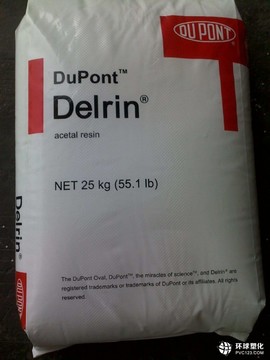 DU PONT
DuPont™
Delrin®
acetal resin
NET 25 kg (55.1 lb)
Delrin
The DuPont Oval, DuPont™, the miracles of science™, and Delrin® are
registered trademarks or trademarks of DuPont or its affiliates. All rights
reserved.
环球塑化
PVC123.COM